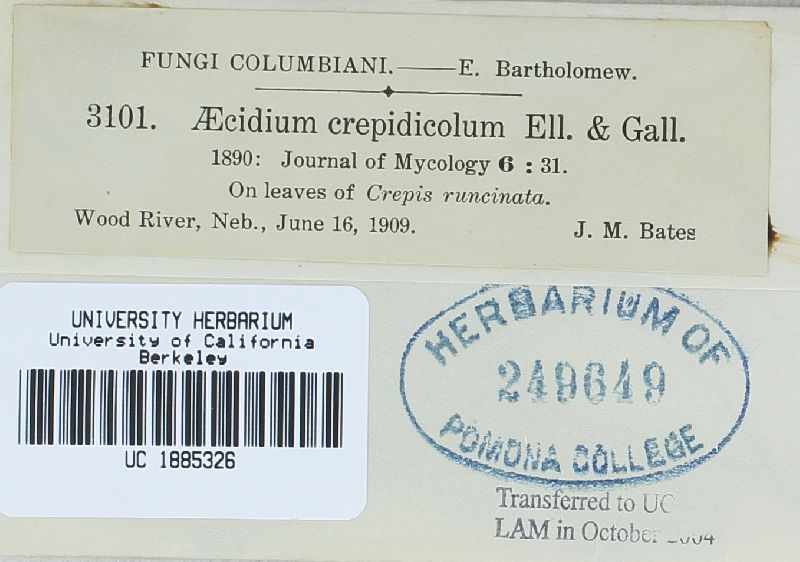 FUNGI COLUMBIANI.——E. Bartholomew.
3101. Æcidium crepidicolum Ell. & Gall.
1890: Journal of Mycology 6 : 31.
On leaves of Crepis runcinata.
Wood River, Neb., June 16, 1909. J. M. Bates
UNIVERSITY HERBARIUM
University of California
Berkeley
UC 1885326
HERBARIUM OF
249649
POMONA COLLEGE
Transferred to UC
LAM in October 2004